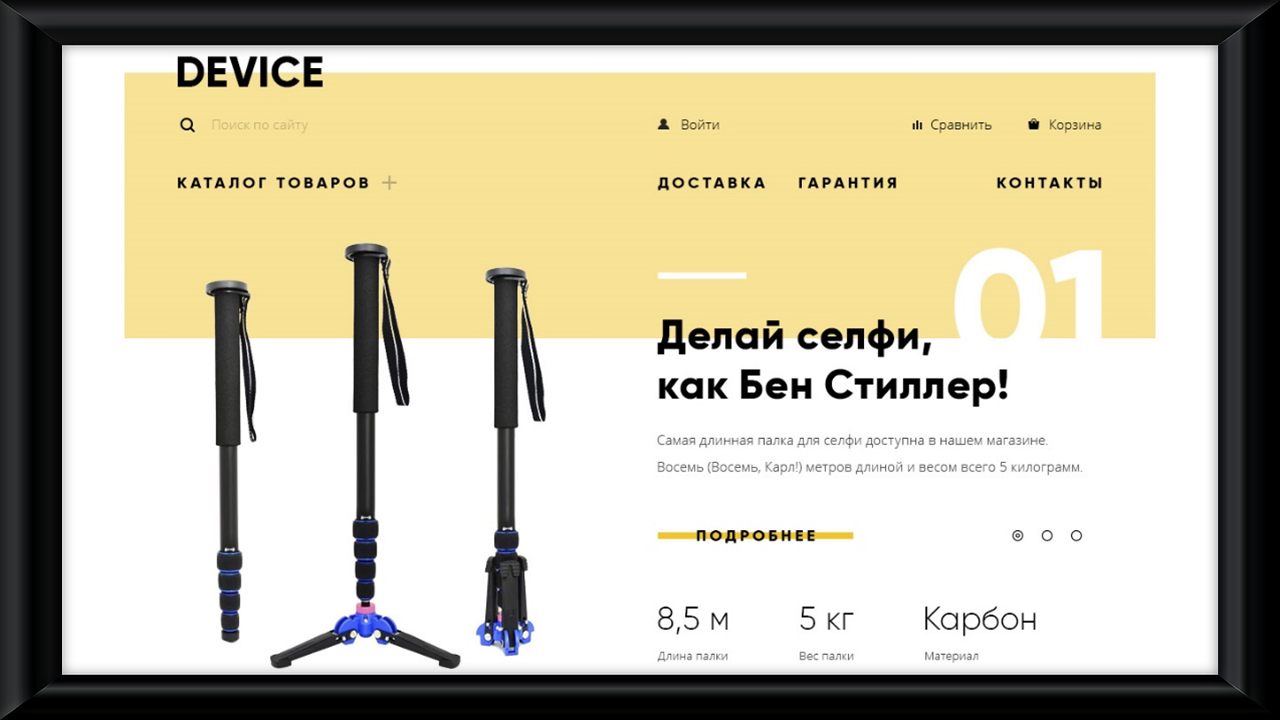 DEVICE
Поиск по сайту
Войти
Сравнить
Корзина
КАТАЛОГ ТОВАРОВ
ДОСТАВКА
ГАРАНТИЯ
КОНТАКТЫ
01
Делай селфи,
как Бен Стиллер!
Самая длинная палка для селфи доступна в нашем магазине.
Восемь (Восемь, Карл!) метров длиной и весом всего 5 килограмм.
ПОДРОБНЕЕ
8,5 м
5 кг
Карбон
Длина палки
Вес палки
Материал